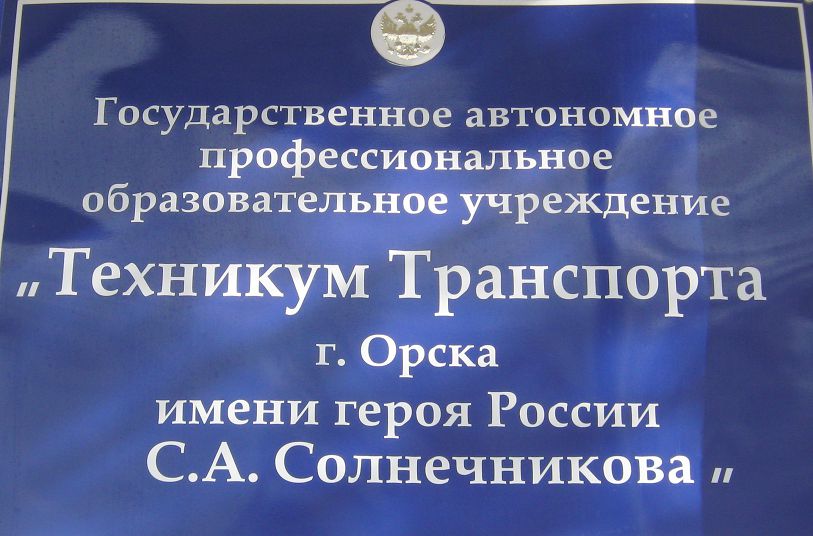 Государственное автономное
профессиональное
образовательное учреждение
„Техникум Транспорта
г. Орска
имени героя России
С.А. Солнечникова „